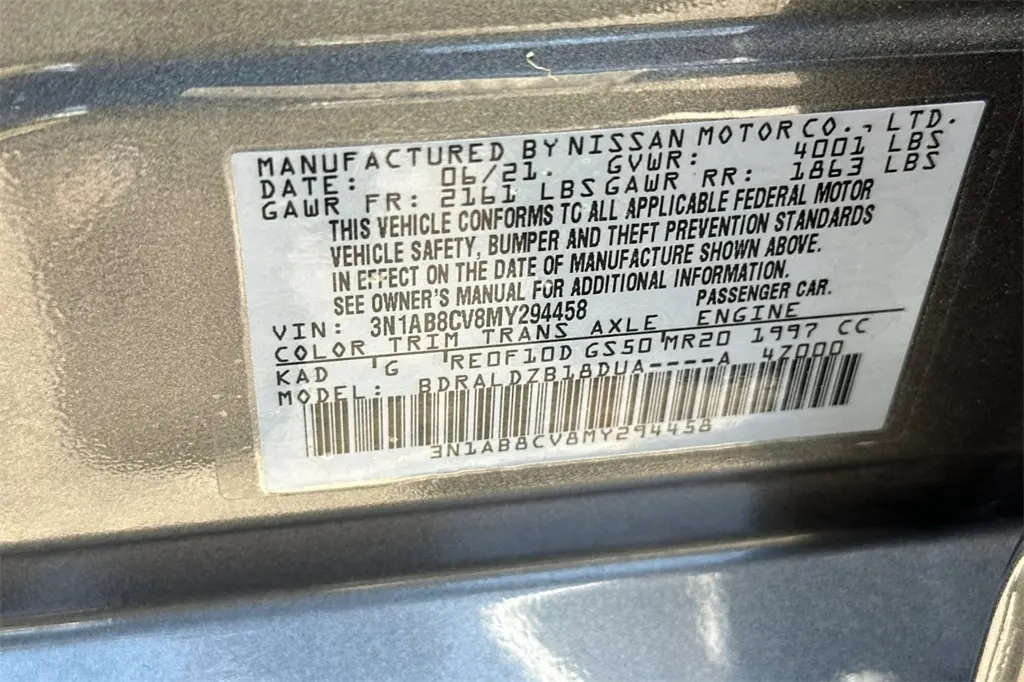 MANUFACTURED BY NISSAN MOTOR CO., LTD.
DATE: 06/21. GVWR: 4001 LBS
GAWR FR: 2161 LBS GAWR RR: 1863 LBS
THIS VEHICLE CONFORMS TO ALL APPLICABLE FEDERAL MOTOR
VEHICLE SAFETY, BUMPER AND THEFT PREVENTION STANDARDS
IN EFFECT ON THE DATE OF MANUFACTURE SHOWN ABOVE.
SEE OWNER'S MANUAL FOR ADDITIONAL INFORMATION.
VIN: 3N1AB8CV8MY294458 PASSENGER CAR.
COLOR TRIM TRANS AXLE ENGINE
KAD 'G 'RE0F10D GS50 'MR20 1997 CC
MODEL: BDRALDZB18DUA----A 47000
3N1AB8CV8MY294458